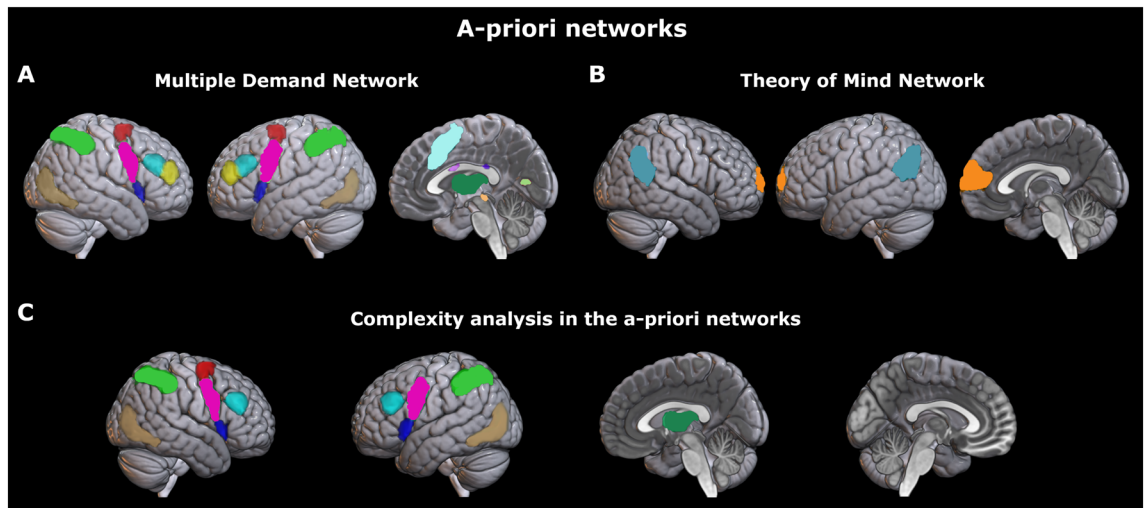 A-priori networks
A
Multiple Demand Network
B
Theory of Mind Network
C
Complexity analysis in the a-priori networks